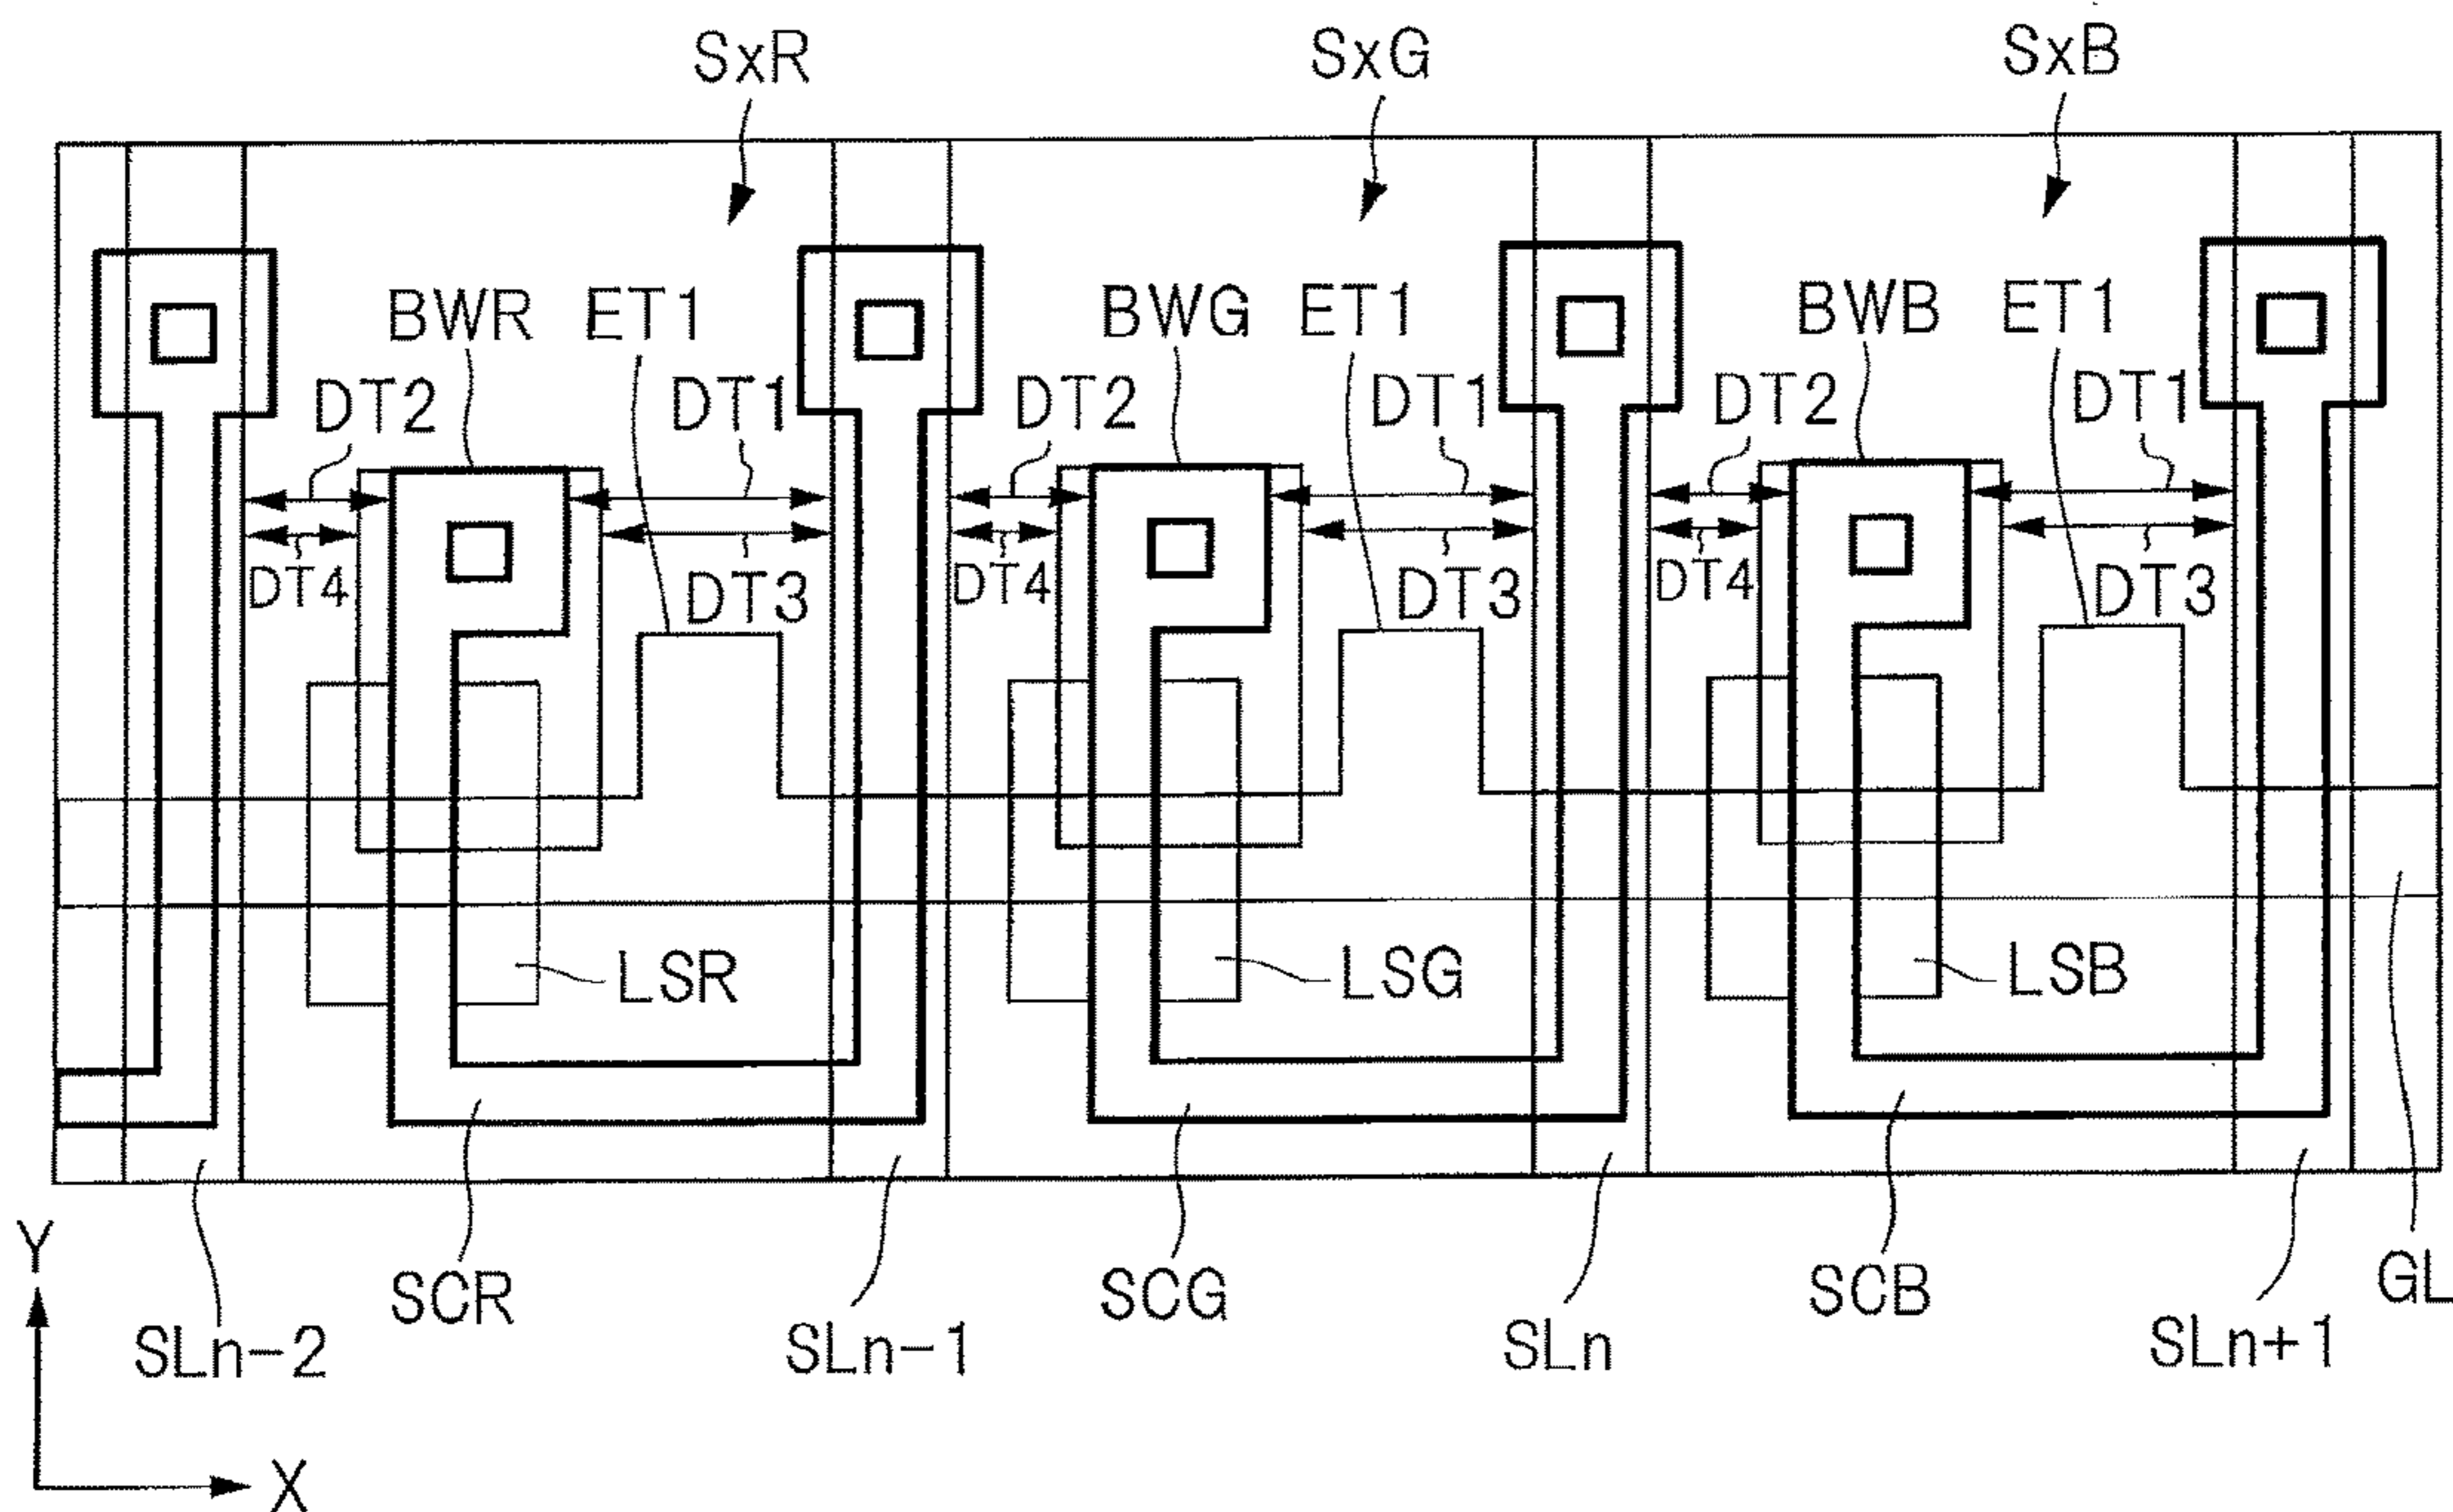 SxR SxG SxB
BWR ET1 BWG ET1 BWB ET1
DT2 DT1 DT2 DT1 DT2 DT1
DT4 DT3 DT4 DT3 DT4 DT3
LSR LSG LSB
Y SCR SCG SCB GL
SLn-2 SLn-1 SLn SLn+1
X